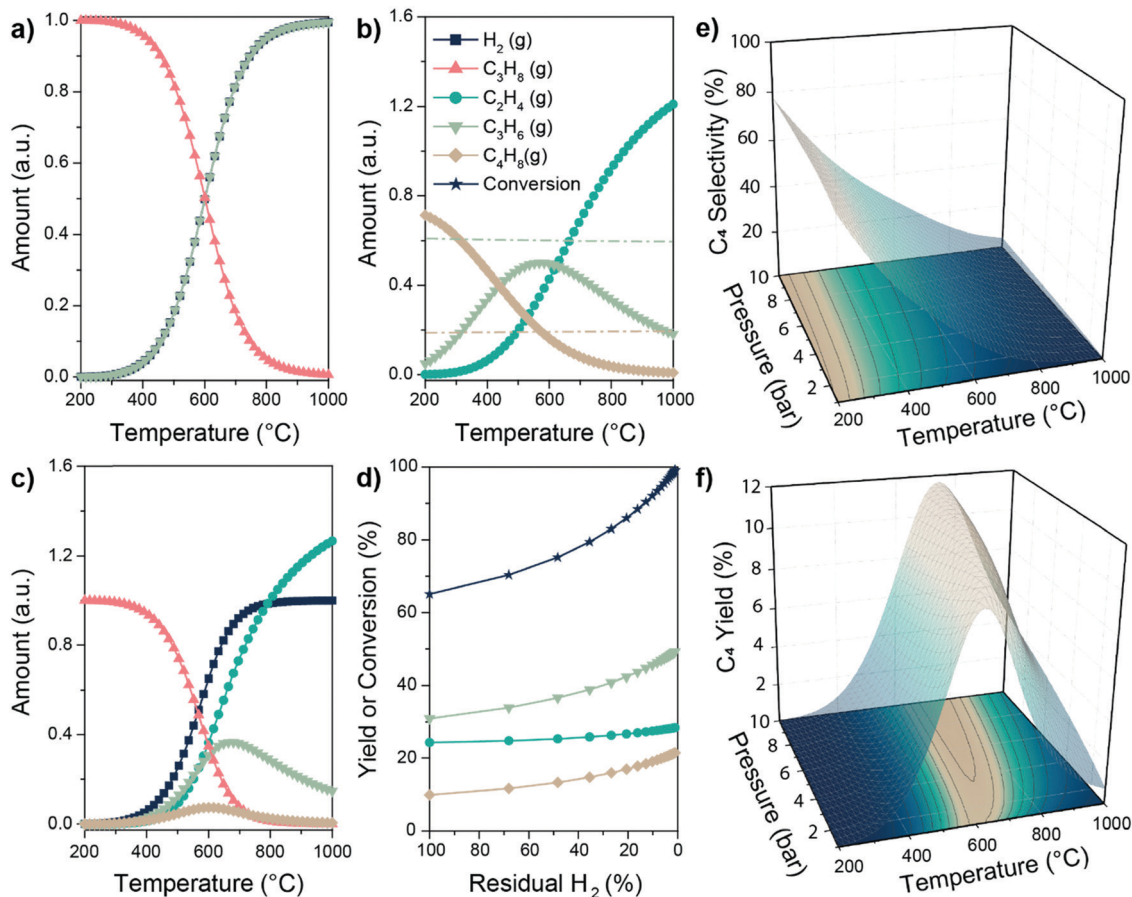 a)
1.0
0.8
0.6
0.4
0.2
0.0
Amount (a.u.)
200 400 600 800 1000
Temperature (°C)
b)
1.6
1.2
0.8
0.4
0.0
Amount (a.u.)
H₂ (g)
C₃H₈ (g)
C₂H₄ (g)
C₃H₆ (g)
C₄H₈(g)
Conversion
200 400 600 800 1000
Temperature (°C)
e)
100
80
60
40
20
C₄ Selectivity (%)
10
8
6
4
2
Pressure (bar)
200 400 600 800 1000
Temperature (°C)
c)
1.6
1.2
0.8
0.4
0.0
Amount (a.u.)
200 400 600 800 1000
Temperature (°C)
d)
100
80
60
40
20
0
Yield or Conversion (%)
100 80 60 40 20 0
Residual H₂ (%)
f)
12
10
8
6
4
2
C₄ Yield (%)
10
8
6
4
2
Pressure (bar)
200 400 600 800 1000
Temperature (°C)